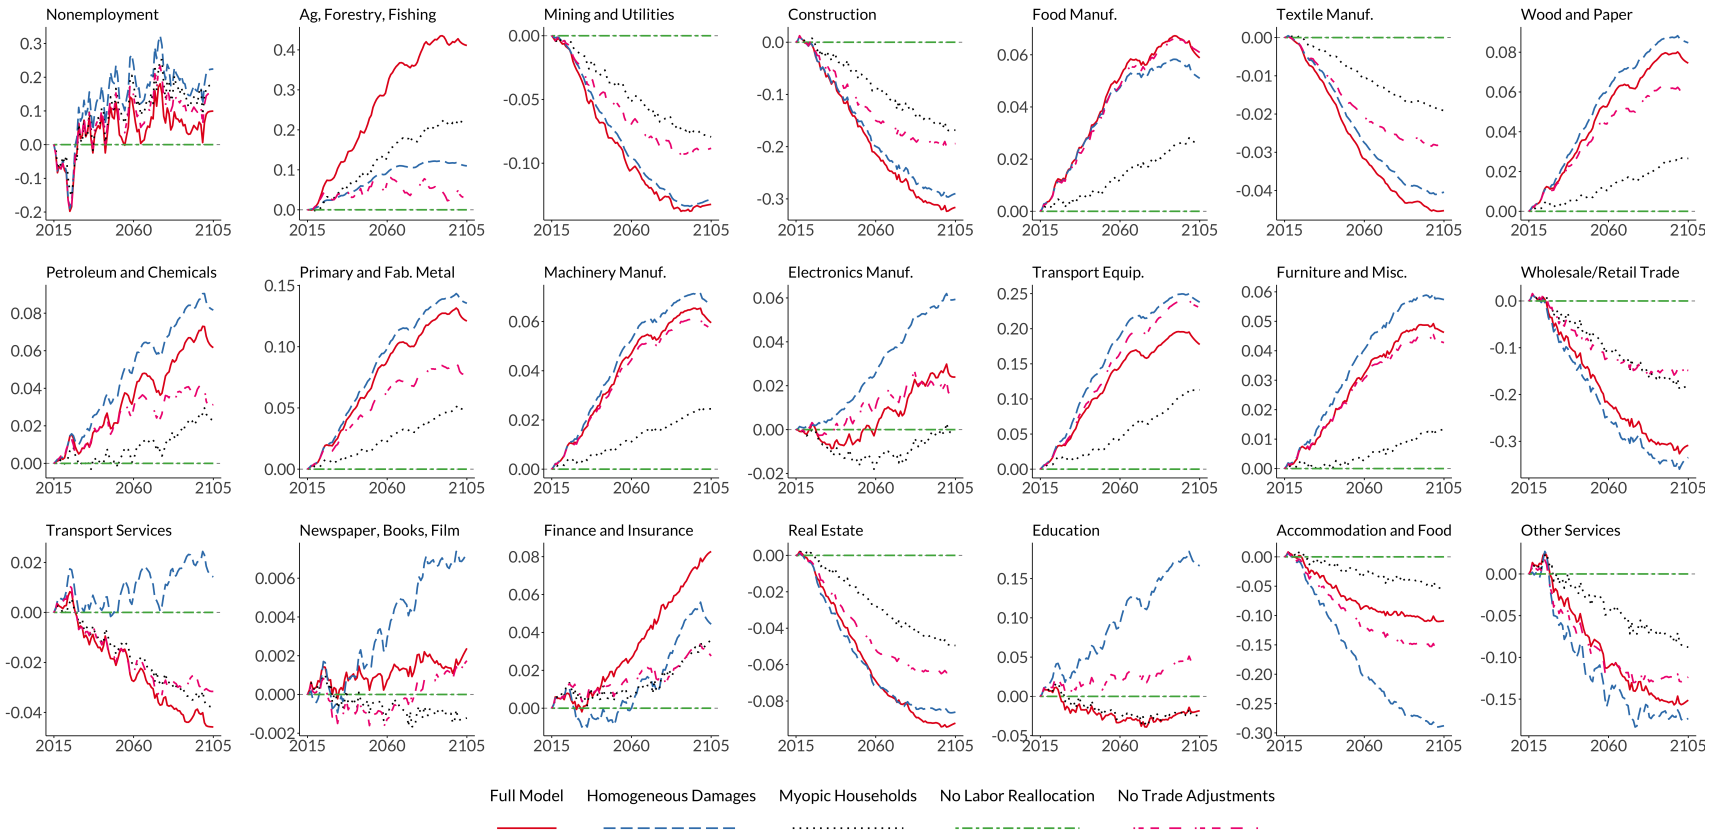 Nonemployment
0.3
0.2
0.1
0.0
-0.1
-0.2
2015 2060 2105
Ag, Forestry, Fishing
0.4
0.3
0.2
0.1
0.0
2015 2060 2105
Mining and Utilities
0.00
-0.05
-0.10
2015 2060 2105
Construction
0.0
-0.1
-0.2
-0.3
2015 2060 2105
Food Manuf.
0.06
0.04
0.02
0.00
2015 2060 2105
Textile Manuf.
0.00
-0.01
-0.02
-0.03
-0.04
2015 2060 2105
Wood and Paper
0.08
0.06
0.04
0.02
0.00
2015 2060 2105
Petroleum and Chemicals
0.08
0.06
0.04
0.02
0.00
2015 2060 2105
Primary and Fab. Metal
0.15
0.10
0.05
0.00
2015 2060 2105
Machinery Manuf.
0.06
0.04
0.02
0.00
2015 2060 2105
Electronics Manuf.
0.06
0.04
0.02
0.00
-0.02
2015 2060 2105
Transport Equip.
0.25
0.20
0.15
0.10
0.05
0.00
2015 2060 2105
Furniture and Misc.
0.06
0.05
0.04
0.03
0.02
0.01
0.00
2015 2060 2105
Wholesale/Retail Trade
0.0
-0.1
-0.2
-0.3
2015 2060 2105
Transport Services
0.02
0.00
-0.02
-0.04
2015 2060 2105
Newspaper, Books, Film
0.006
0.004
0.002
0.000
-0.002
2015 2060 2105
Finance and Insurance
0.08
0.06
0.04
0.02
0.00
2015 2060 2105
Real Estate
0.00
-0.02
-0.04
-0.06
-0.08
2015 2060 2105
Education
0.15
0.10
0.05
0.00
-0.05
2015 2060 2105
Accommodation and Food
0.00
-0.05
-0.10
-0.15
-0.20
-0.25
-0.30
2015 2060 2105
Other Services
0.00
-0.05
-0.10
-0.15
2015 2060 2105
Full Model Homogeneous Damages Myopic Households No Labor Reallocation No Trade Adjustments